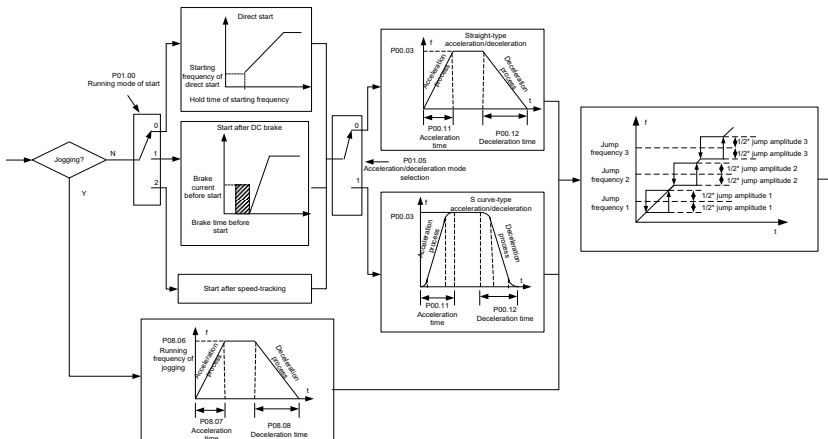 Jogging?
N
Y
P01.00
Running mode of start
0
1
2
Direct start
Starting
frequency of
direct start
Hold time of starting frequency
Start after DC brake
Brake
current before
start
Brake time before
start
Start after speed-tracking
0
1
P01.05
Acceleration/deceleration mode
selection
Straight-type
acceleration/deceleration
f
P00.03
Acceleration
process
Deceleration
process
t
P00.11
Acceleration
time
P00.12
Deceleration time
S curve-type
acceleration/deceleration
f
P00.03
Acceleration
process
Deceleration
process
t
P00.11
Acceleration
time
P00.12
Deceleration time
P08.06
Running
frequency of
jogging
f
Acceleration
process
Deceleration
process
t
P08.07
Acceleration
time
P08.08
Deceleration time
f
Jump
frequency 3
Jump
frequency 2
Jump
frequency 1
1/2* jump amplitude 3
1/2* jump amplitude 3
1/2* jump amplitude 2
1/2* jump amplitude 2
1/2* jump amplitude 1
1/2* jump amplitude 1
t